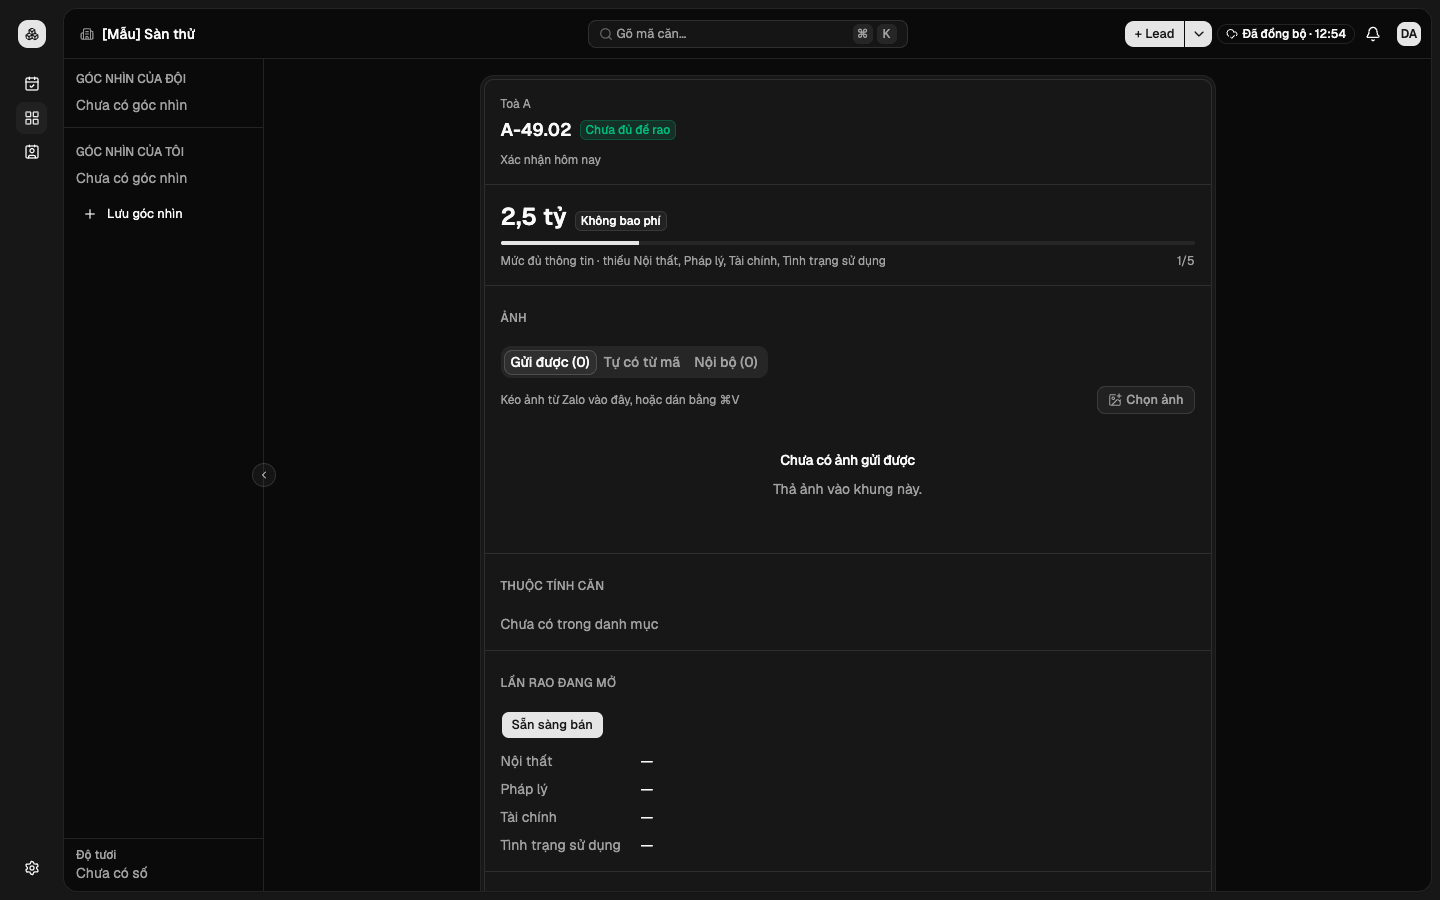 [Mẫu] Sàn thử
Gõ mã căn...
⌘ K
+ Lead
Đã đồng bộ · 12:54
DA
GÓC NHÌN CỦA ĐỘI
Chưa có góc nhìn
GÓC NHÌN CỦA TÔI
Chưa có góc nhìn
Lưu góc nhìn
Độ tươi
Chưa có số
Toà A
A-49.02 Chưa đủ để rao
Xác nhận hôm nay
2,5 tỷ Không bao phí
Mức đủ thông tin · thiếu Nội thất, Pháp lý, Tài chính, Tình trạng sử dụng 1/5
ẢNH
Gửi được (0) Tự có từ mã Nội bộ (0)
Kéo ảnh từ Zalo vào đây, hoặc dán bằng ⌘V
Chọn ảnh
Chưa có ảnh gửi được
Thả ảnh vào khung này.
THUỘC TÍNH CĂN
Chưa có trong danh mục
LẦN RAO ĐANG MỞ
Sẵn sàng bán
Nội thất —
Pháp lý —
Tài chính —
Tình trạng sử dụng —